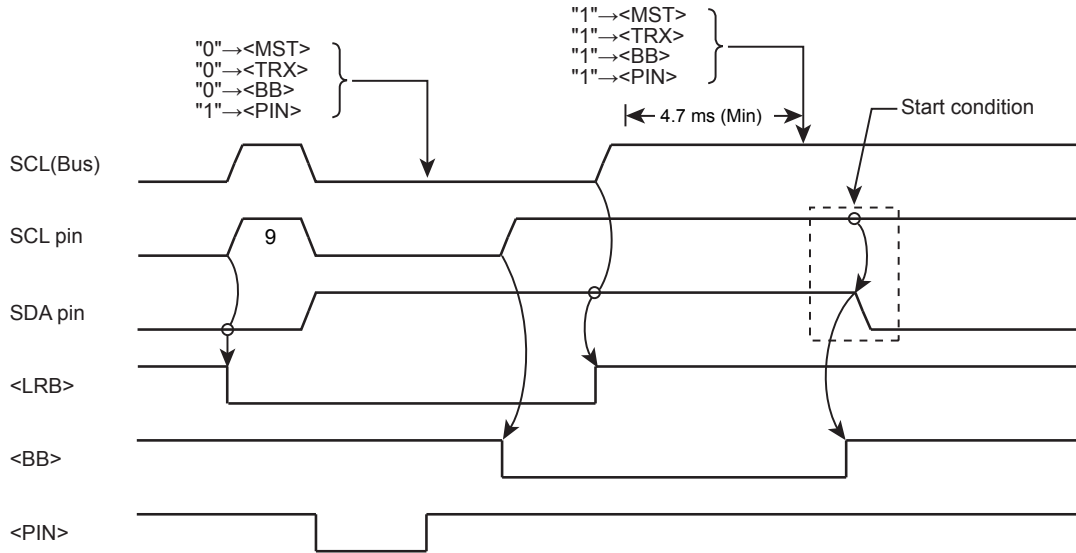 "0"→<MST>
"0"→<TRX>
"0"→<BB>
"1"→<PIN>
"1"→<MST>
"1"→<TRX>
"1"→<BB>
"1"→<PIN>
4.7 ms (Min)
Start condition
SCL(Bus)
SCL pin
9
SDA pin
<LRB>
<BB>
<PIN>